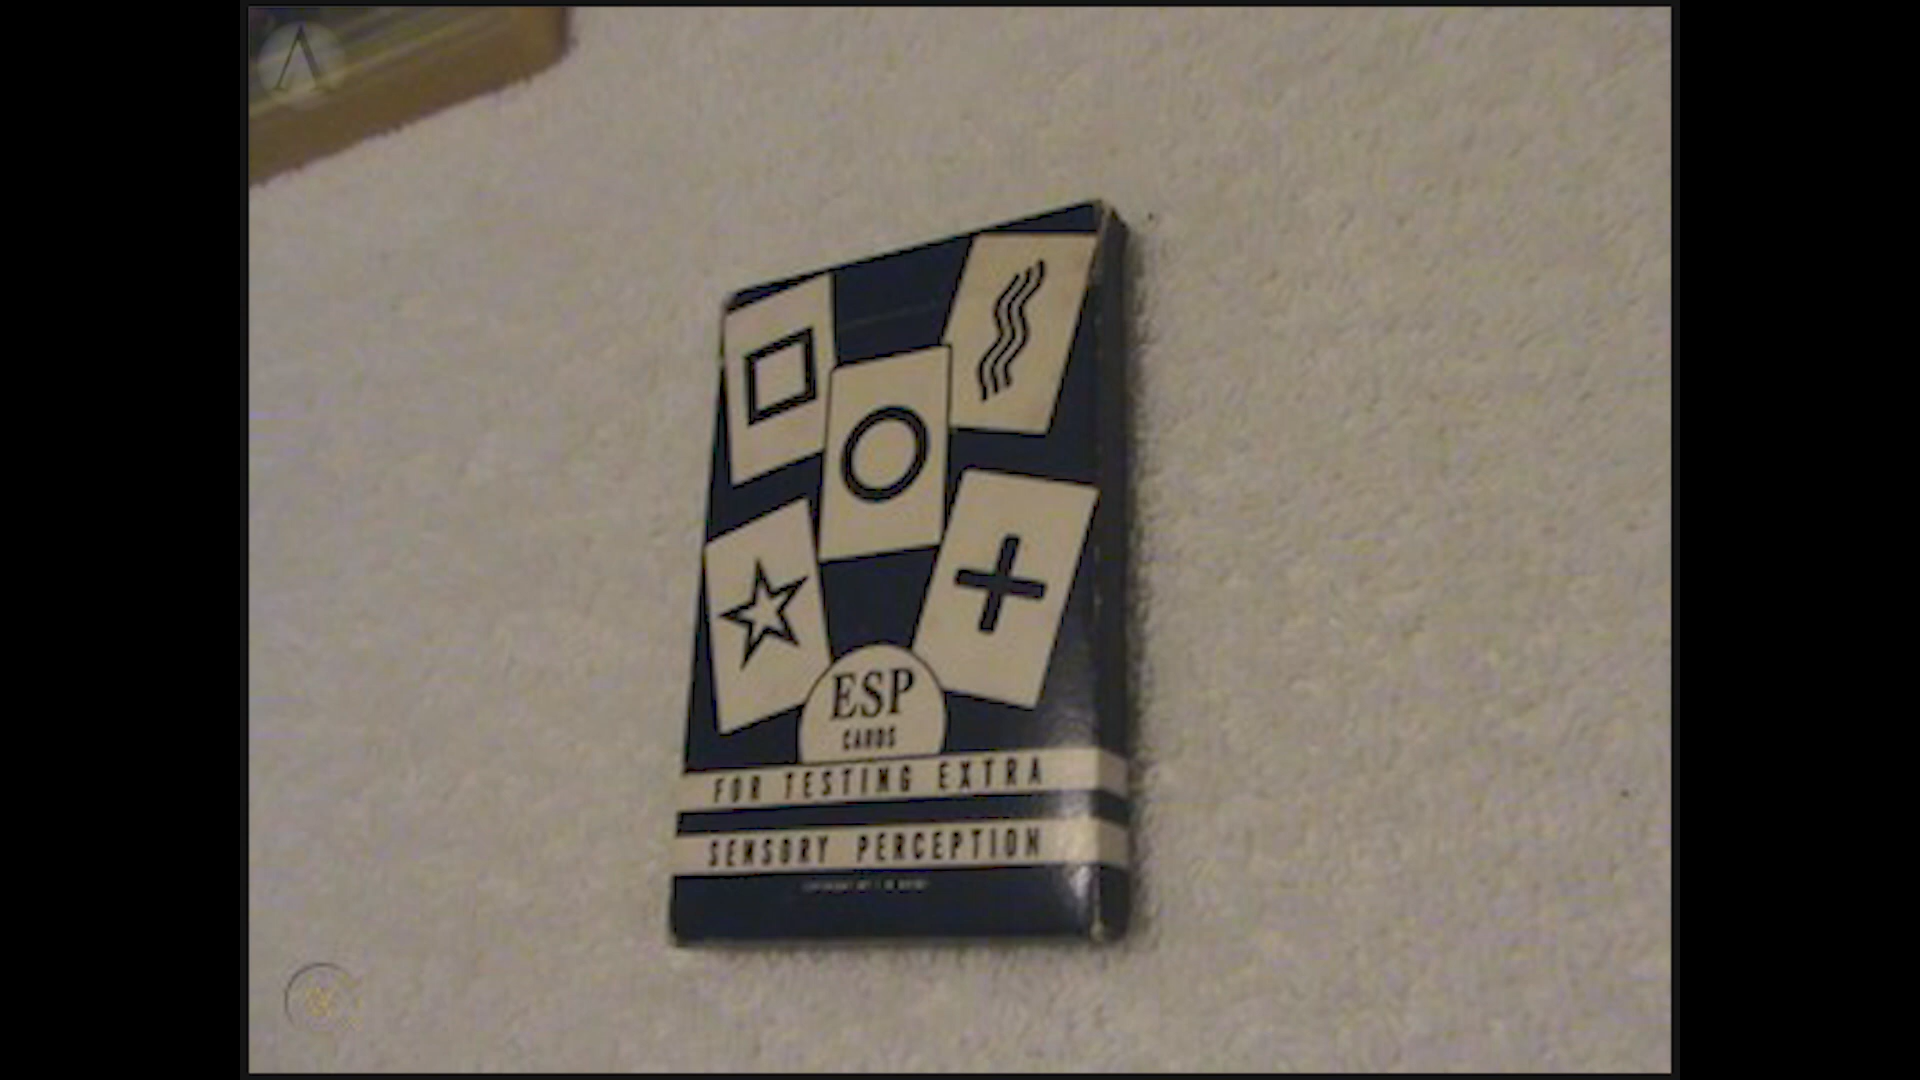 ESP
CARDS
FOR TESTING EXTRA
SENSORY PERCEPTION